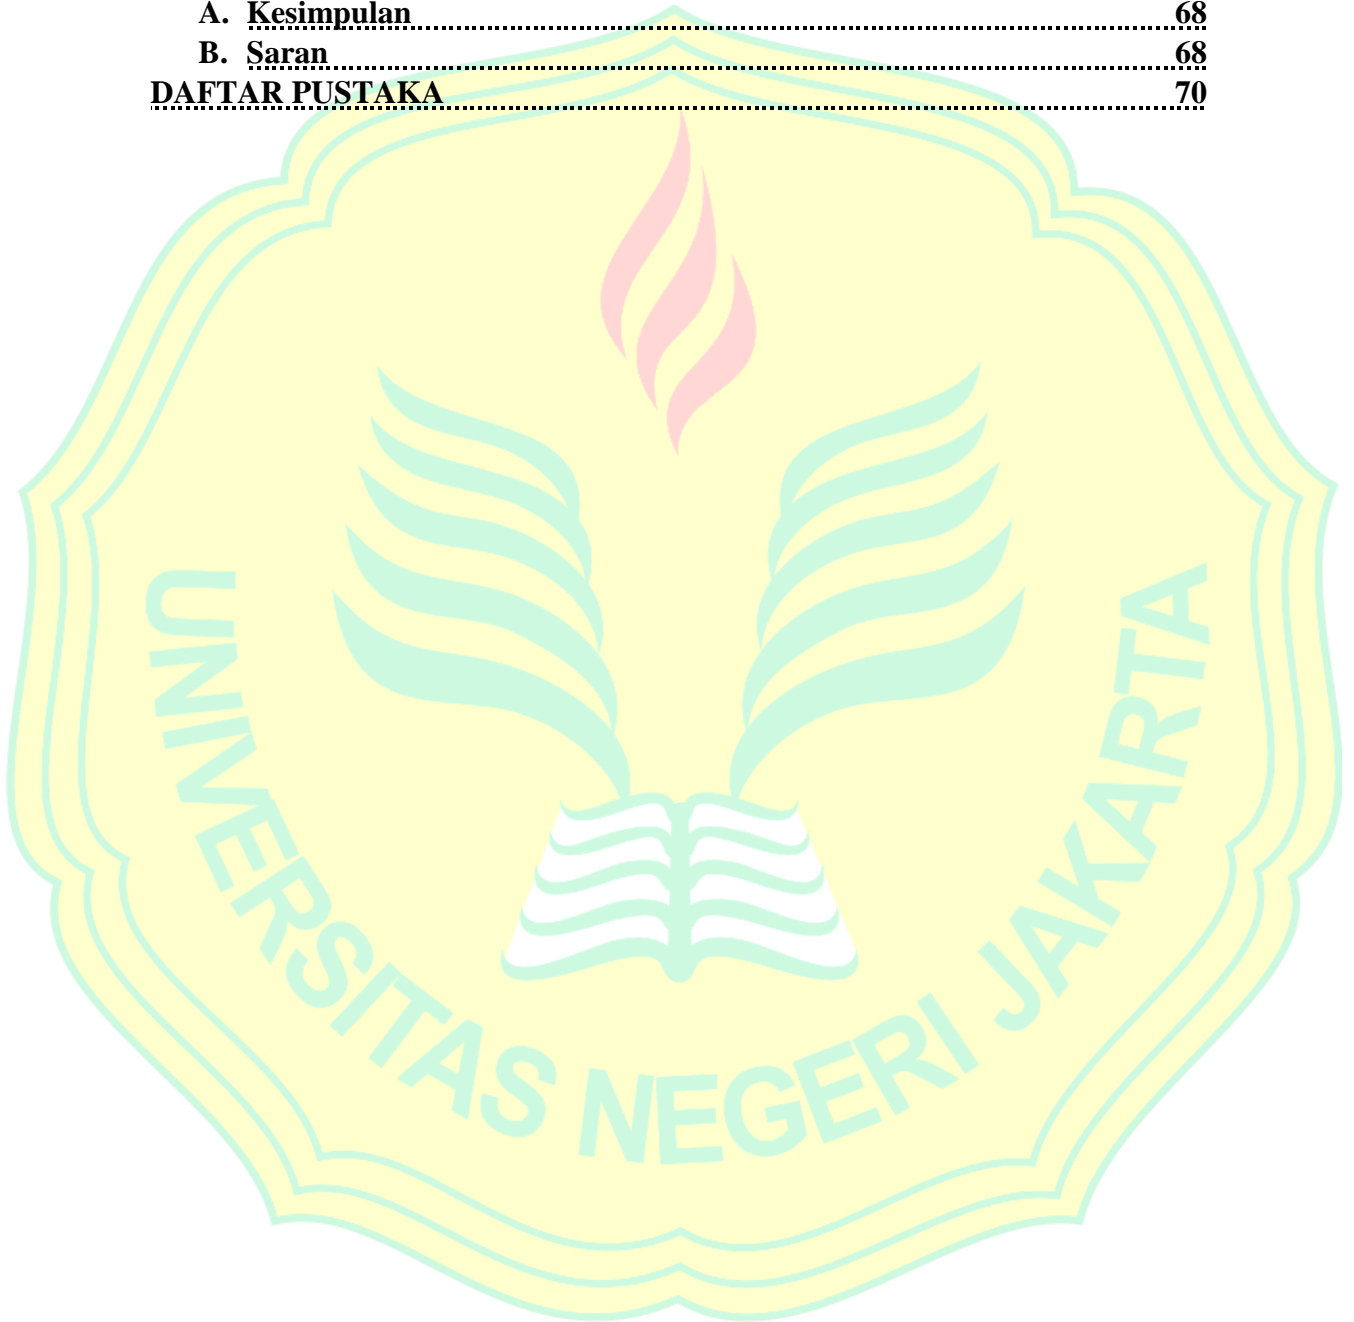 A. Kesimpulan 68
B. Saran 68
DAFTAR PUSTAKA 70
UNIVERSITAS NEGERI JAKARTA